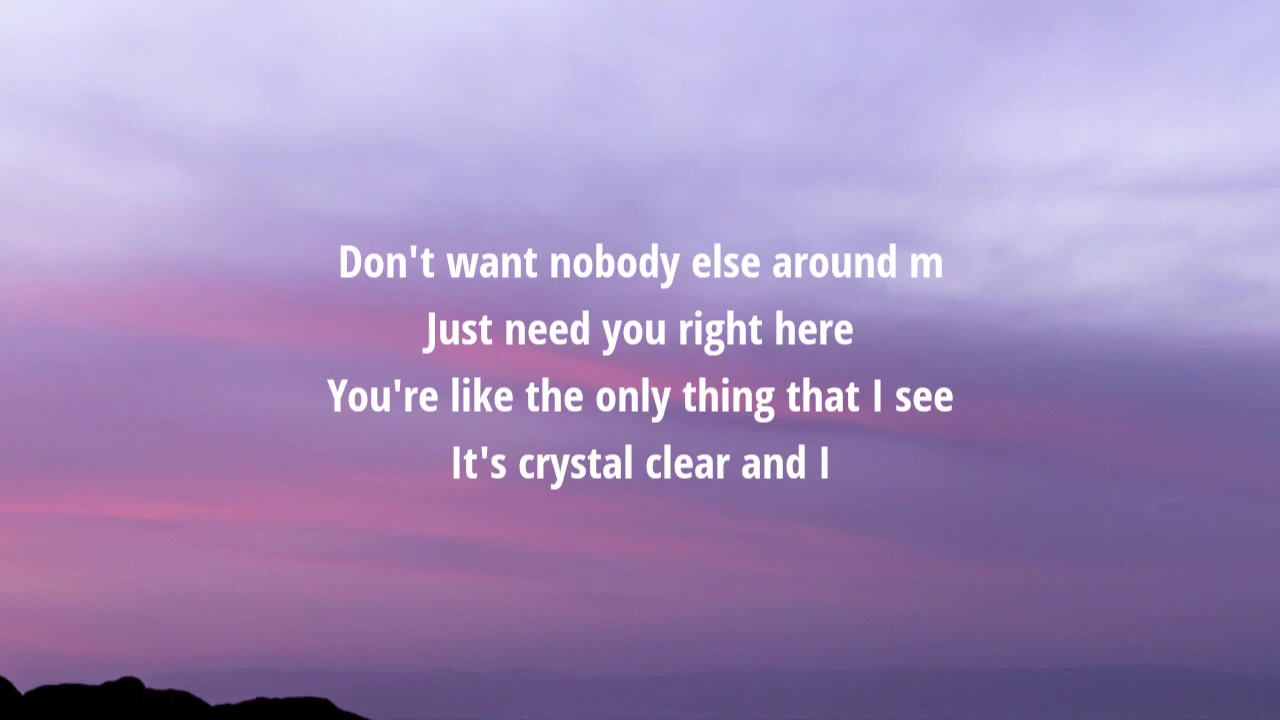 Don't want nobody else around m
Just need you right here
You're like the only thing that I see
It's crystal clear and I